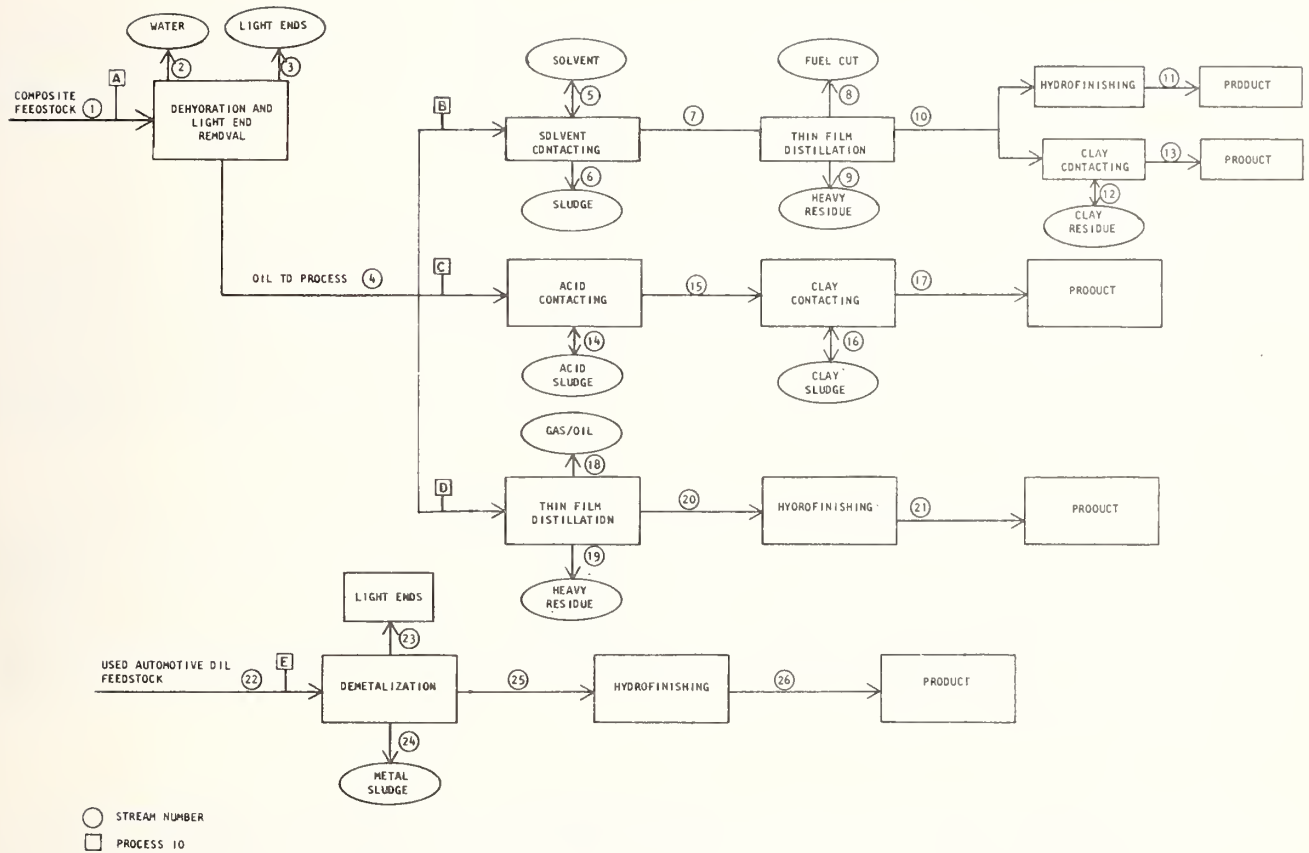 WATER
LIGHT ENDS
2
3
A
COMPOSITE
FEEDSTOCK 1
DEHYDRATION AND
LIGHT END
REMOVAL
SOLVENT
5
B
SOLVENT
CONTACTING
6
SLUDGE
7
FUEL CUT
8
THIN FILM
DISTILLATION
9
HEAVY
RESIDUE
10
HYDROFINISHING
11
PRODUCT
CLAY
CONTACTING
13
PRODUCT
12
CLAY
RESIDUE
OIL TO PROCESS 4
C
ACID
CONTACTING
14
ACID
SLUDGE
15
CLAY
CONTACTING
16
CLAY
SLUDGE
17
PRODUCT
GAS/OIL
18
D
THIN FILM
DISTILLATION
19
HEAVY
RESIDUE
20
HYDROFINISHING
21
PRODUCT
LIGHT ENDS
23
USED AUTOMOTIVE OIL
FEEDSTOCK
22
E
DEMETALIZATION
24
METAL
SLUDGE
25
HYDROFINISHING
26
PRODUCT
STREAM NUMBER
PROCESS ID